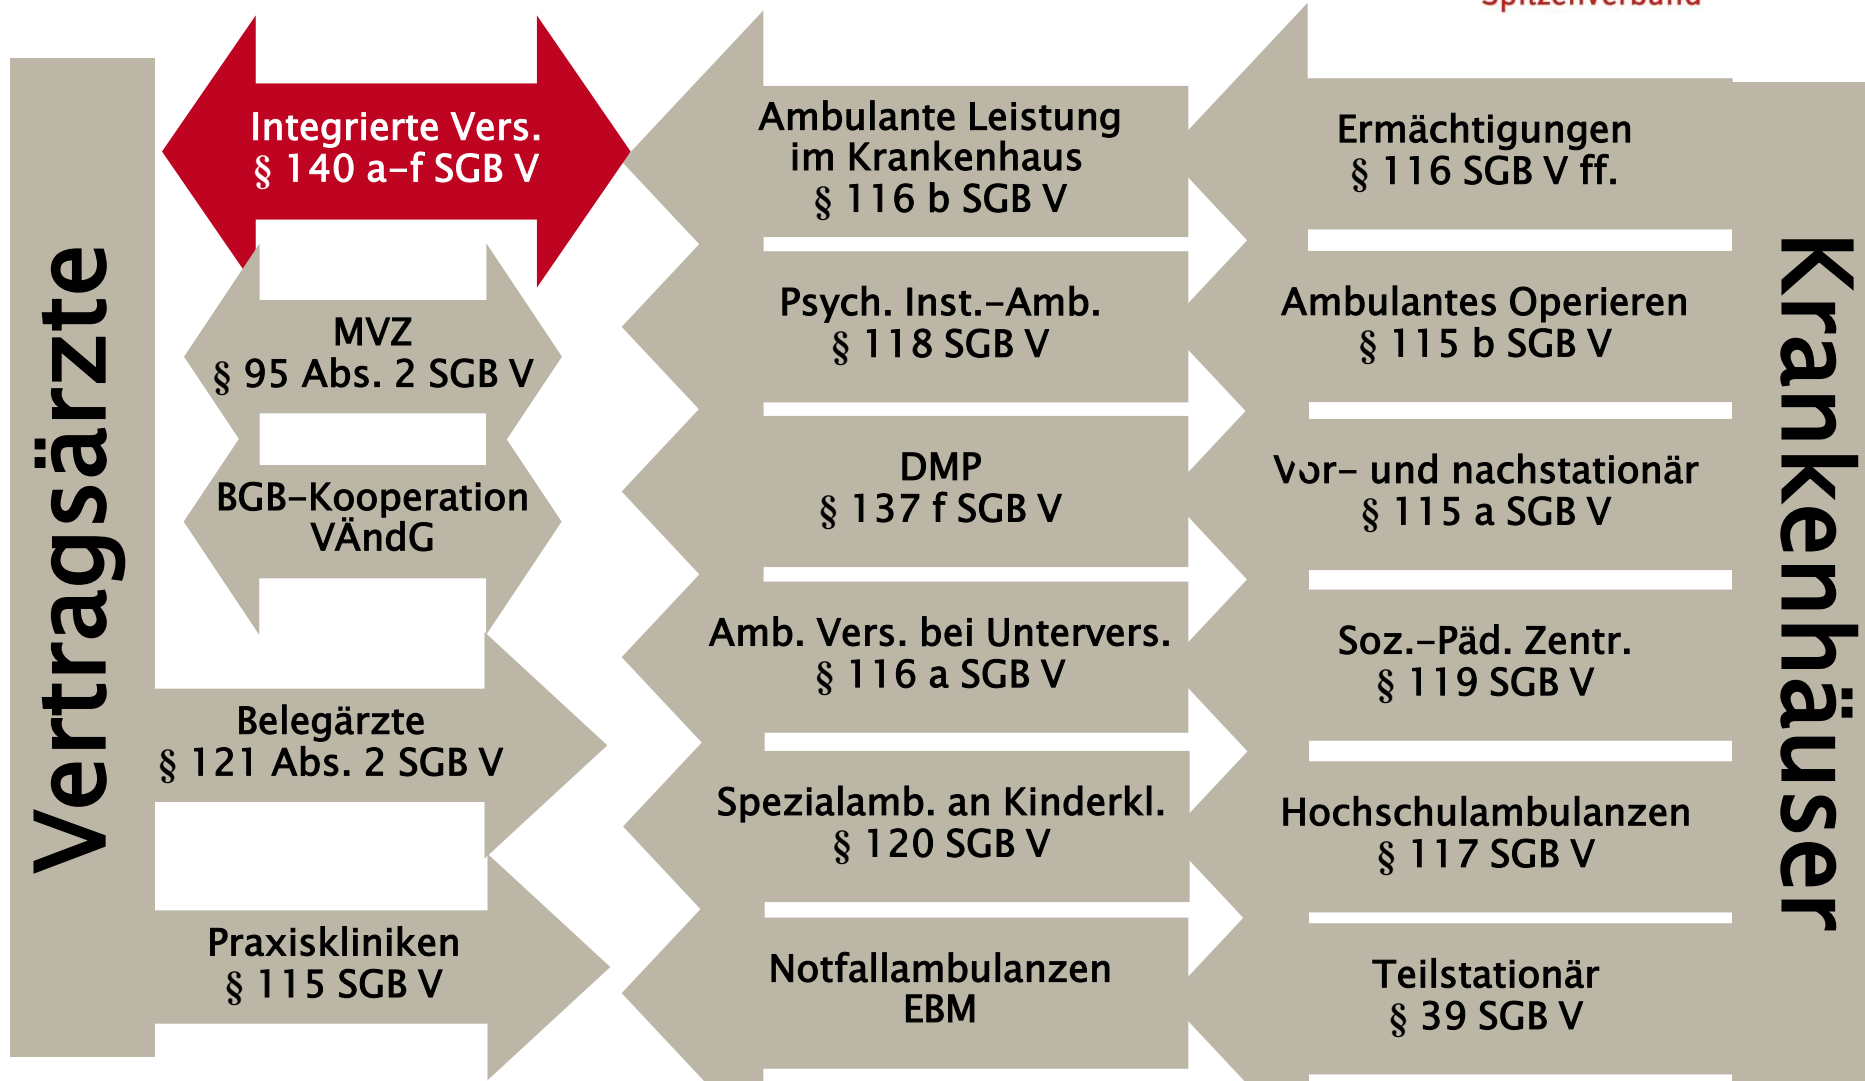 Spitzenverband
Vertragsärzte
Integrierte Vers.
§ 140 a–f SGB V
MVZ
§ 95 Abs. 2 SGB V
BGB–Kooperation
VÄndG
Belegärzte
§ 121 Abs. 2 SGB V
Praxiskliniken
§ 115 SGB V
Ambulante Leistung
im Krankenhaus
§ 116 b SGB V
Psych. Inst.–Amb.
§ 118 SGB V
DMP
§ 137 f SGB V
Amb. Vers. bei Untervers.
§ 116 a SGB V
Spezialamb. an Kinderkl.
§ 120 SGB V
Notfallambulanzen
EBM
Ermächtigungen
§ 116 SGB V ff.
Ambulantes Operieren
§ 115 b SGB V
Vor– und nachstationär
§ 115 a SGB V
Soz.–Päd. Zentr.
§ 119 SGB V
Hochschulambulanzen
§ 117 SGB V
Teilstationär
§ 39 SGB V
Krankenhäuser